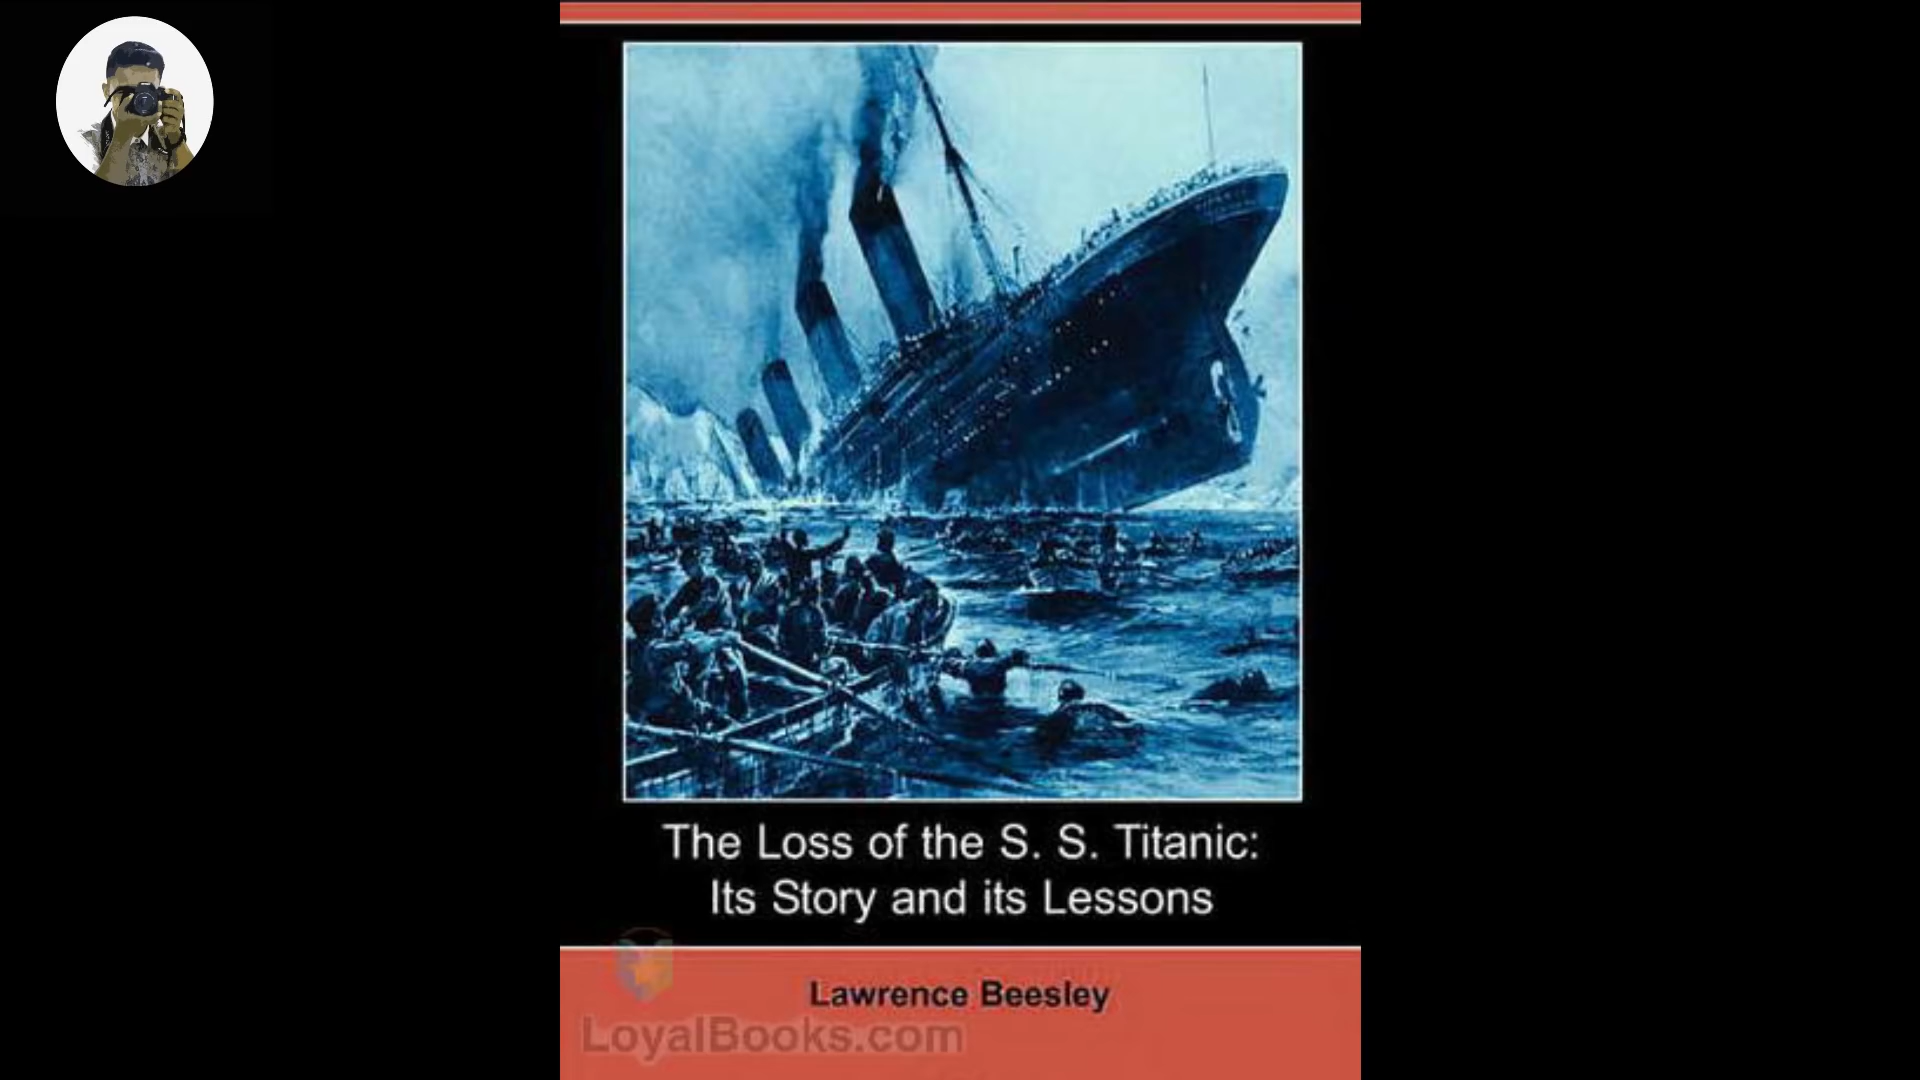 The Loss of the S. S. Titanic:
Its Story and its Lessons
Lawrence Beesley
LoyalBooks.com